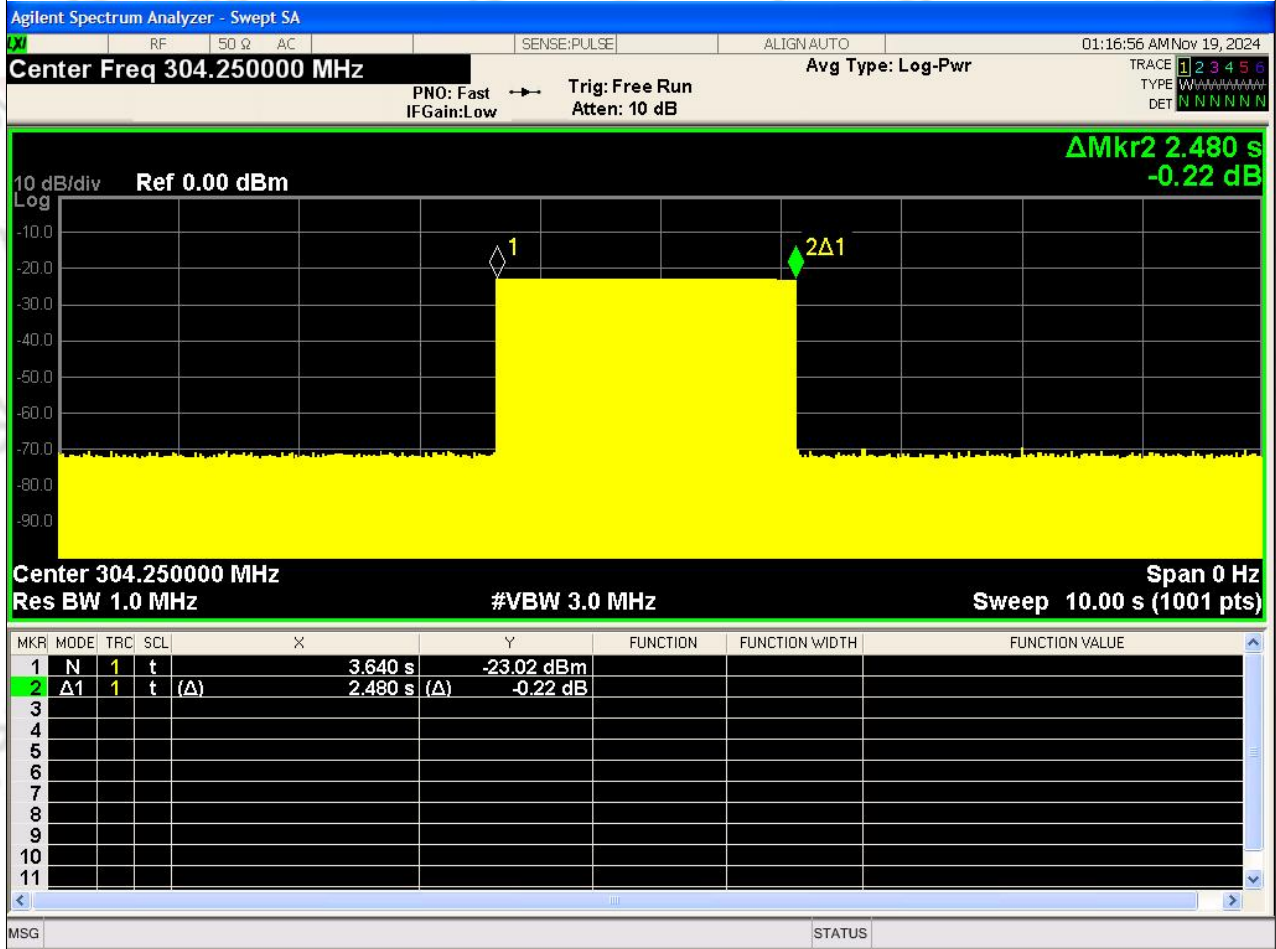 Agilent Spectrum Analyzer - Swept SA
LXI RF 50 Ω AC SENSE:PULSE ALIGNAUTO 01:16:56 AMNov 19, 2024
Center Freq 304.250000 MHz
PNO: Fast
IFGain:Low
Trig: Free Run
Atten: 10 dB
Avg Type: Log-Pwr
TRACE 1 2 3 4 5 6
TYPE WWWWWW
DET N N N N N N
ΔMkr2 2.480 s
-0.22 dB
10 dB/div Ref 0.00 dBm
Log
-10.0
-20.0
-30.0
-40.0
-50.0
-60.0
-70.0
-80.0
-90.0
1
2Δ1
Center 304.250000 MHz Span 0 Hz
Res BW 1.0 MHz #VBW 3.0 MHz Sweep 10.00 s (1001 pts)
MKR MODE TRC SCL X Y FUNCTION FUNCTION WIDTH FUNCTION VALUE
1 N 1 t 3.640 s -23.02 dBm
2 Δ1 1 t (Δ) 2.480 s (Δ) -0.22 dB
3
4
5
6
7
8
9
10
11
MSG STATUS